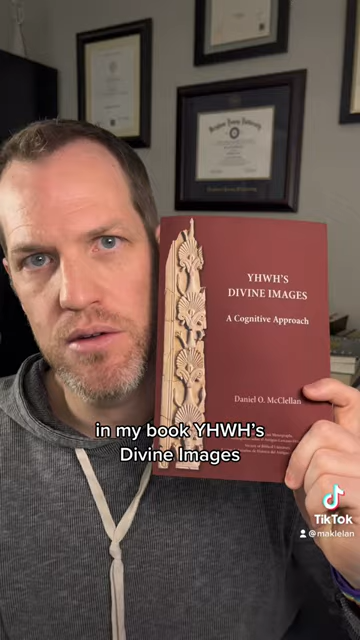 YHWH'S
DIVINE IMAGES
A Cognitive Approach
Daniel O. McClellan
in my book YHWH's
Divine Images
TikTok
@maklelan